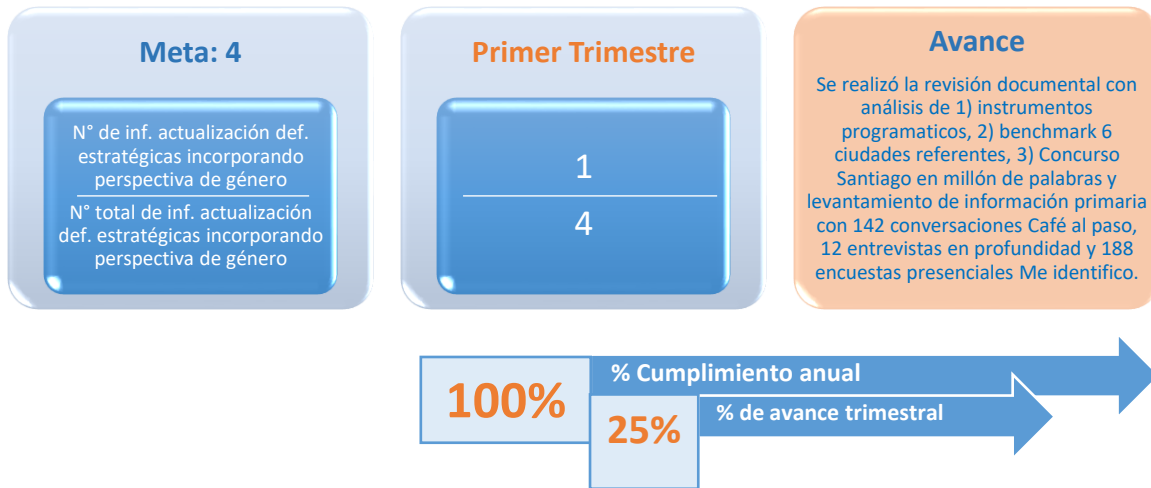 Meta: 4
N° de inf. actualización def.
estratégicas incorporando
perspectiva de género
N° total de inf. actualización
def. estratégicas incorporando
perspectiva de género
Primer Trimestre
1
4
Avance
Se realizó la revisión documental con
análisis de 1) instrumentos
programaticos, 2) benchmark 6
ciudades referentes, 3) Concurso
Santiago en millón de palabras y
levantamiento de información primaria
con 142 conversaciones Café al paso,
12 entrevistas en profundidad y 188
encuestas presenciales Me identifico.
100%
% Cumplimiento anual
25%
% de avance trimestral